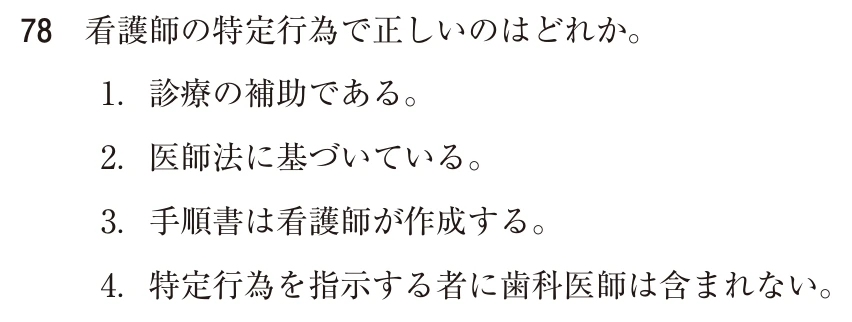 78 看護師の特定行為で正しいのはどれか。
1. 診療の補助である。
2. 医師法に基づいている。
3. 手順書は看護師が作成する。
4. 特定行為を指示する者に歯科医師は含まれない。